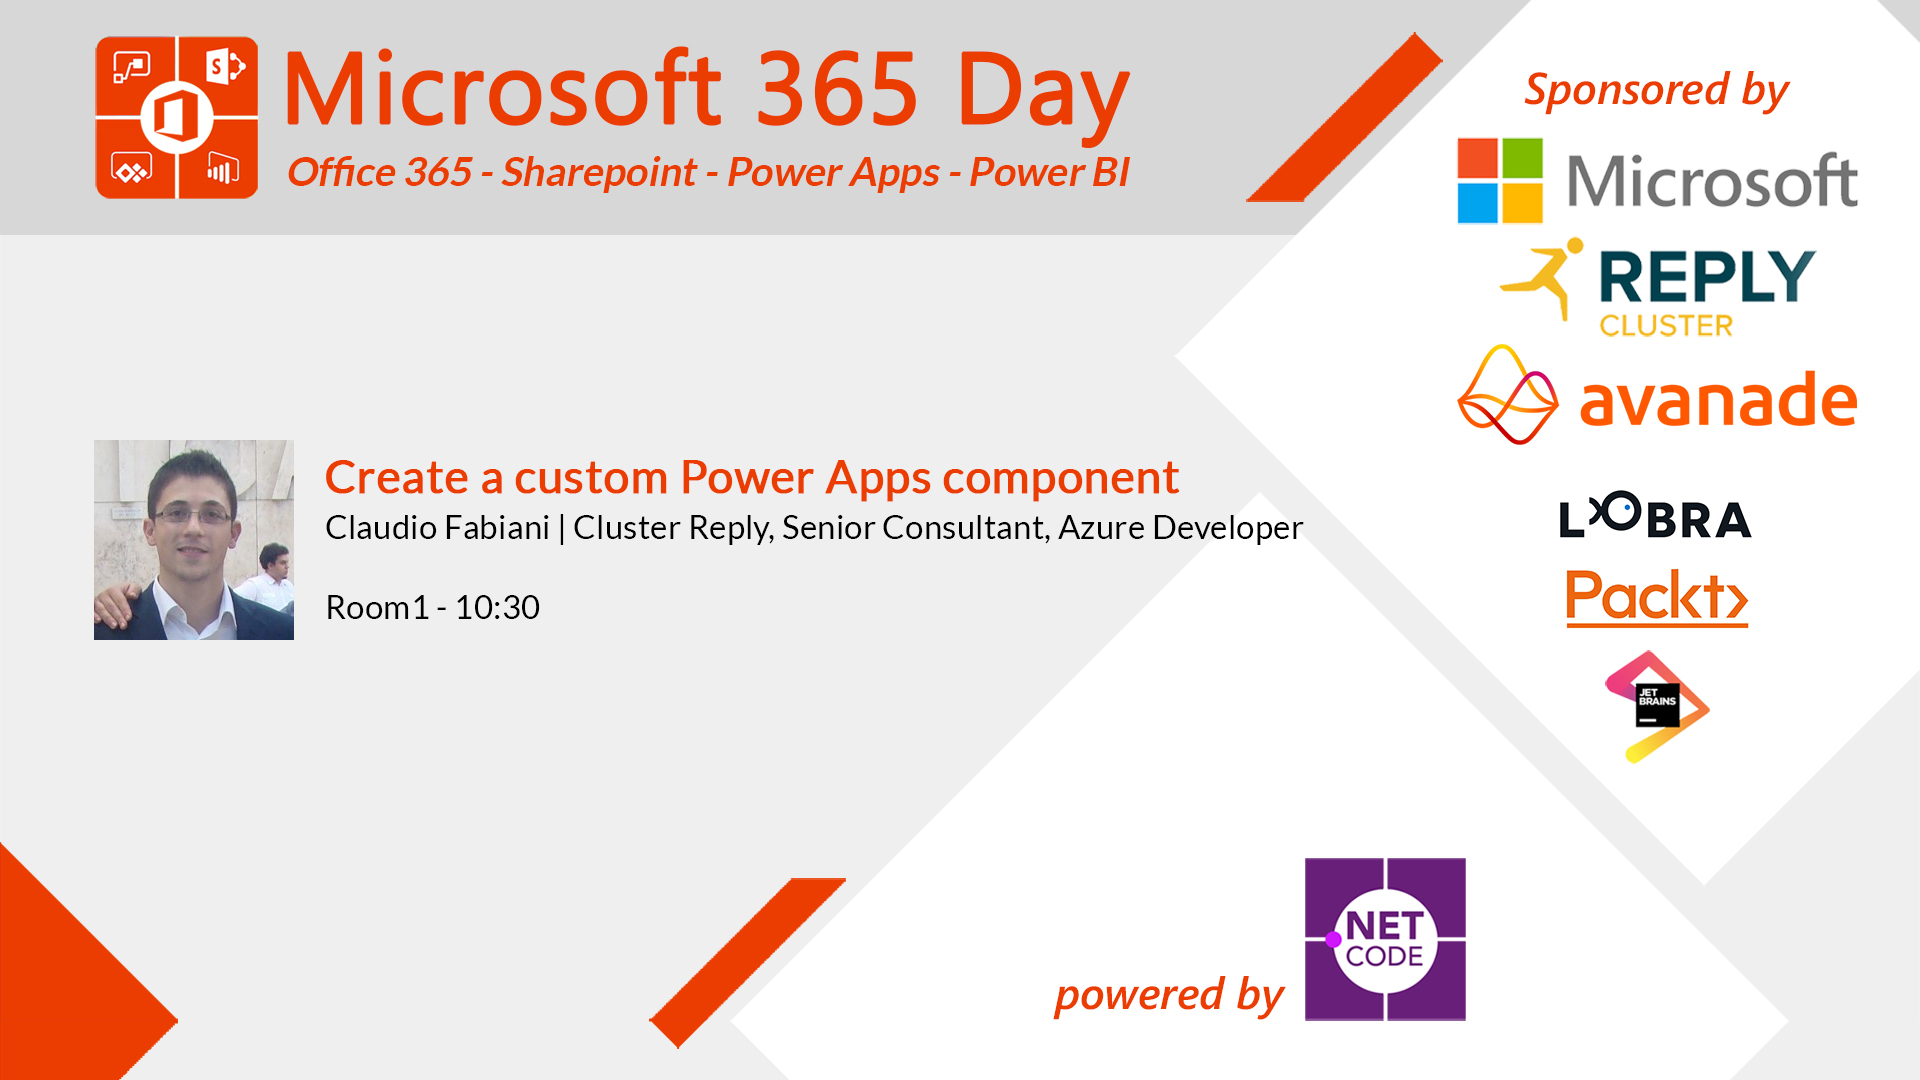 Microsoft 365 Day
Office 365 - Sharepoint - Power Apps - Power BI
Create a custom Power Apps component
Claudio Fabiani | Cluster Reply, Senior Consultant, Azure Developer
Room1 - 10:30
Sponsored by
Microsoft
REPLY
CLUSTER
avanade
LOBRA
Packt>
JET
BRAINS
powered by
NET
CODE